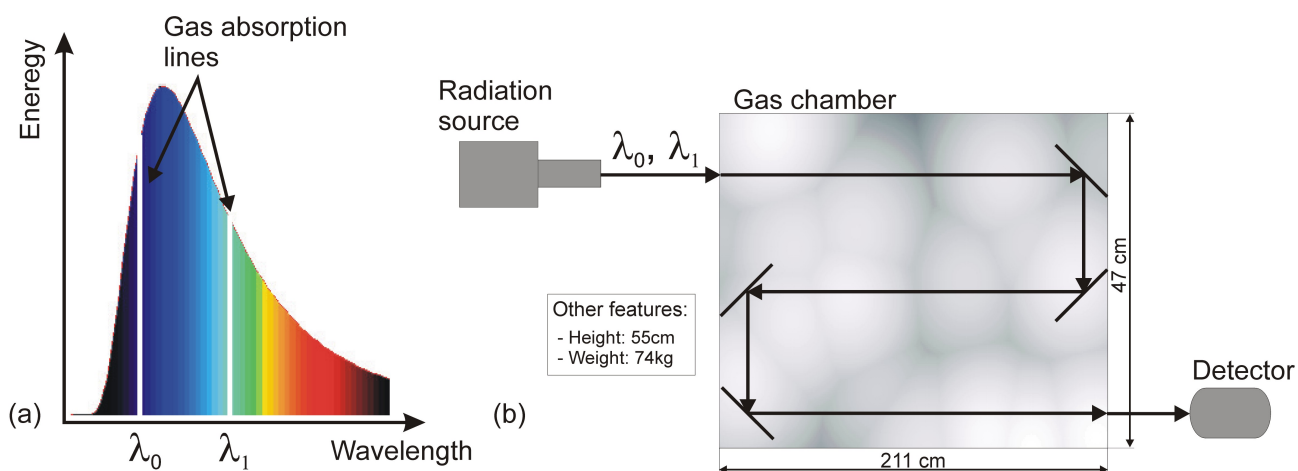 Gas absorption
lines
Eneregy
(a)
λ0
λ1
Wavelength
Radiation
source
λ0, λ1
Gas chamber
47 cm
Other features:
- Height: 55cm
- Weight: 74kg
(b)
Detector
211 cm